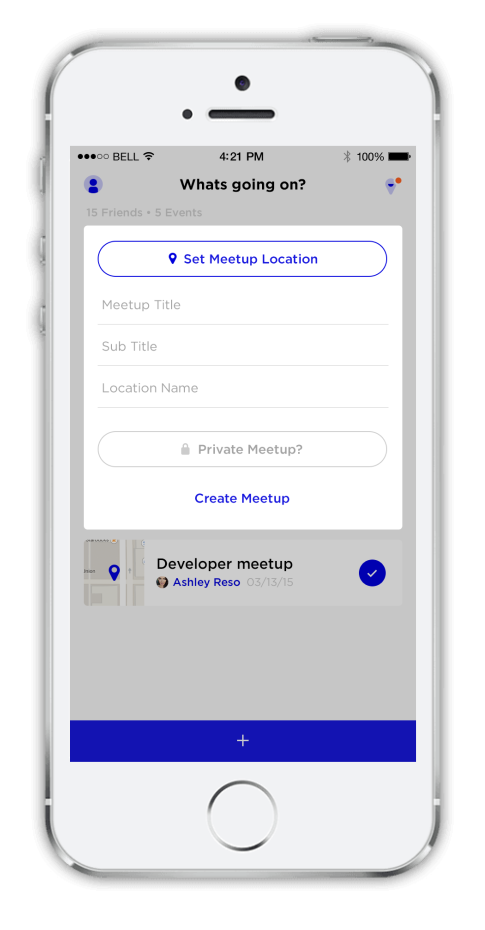 BELL 4:21 PM 100%
Whats going on?
15 Friends • 5 Events
Set Meetup Location
Meetup Title
Sub Title
Location Name
Private Meetup?
Create Meetup
Developer meetup
Ashley Reso 03/13/15
+